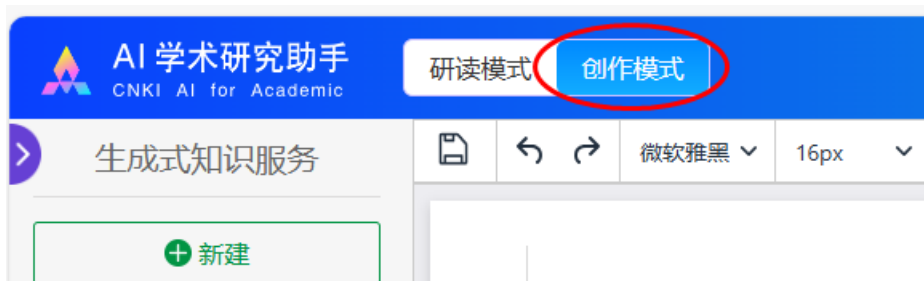 AI 学术研究助手
CNKI AI for Academic
研读模式 创作模式
生成式知识服务
微软雅黑 16px
新建